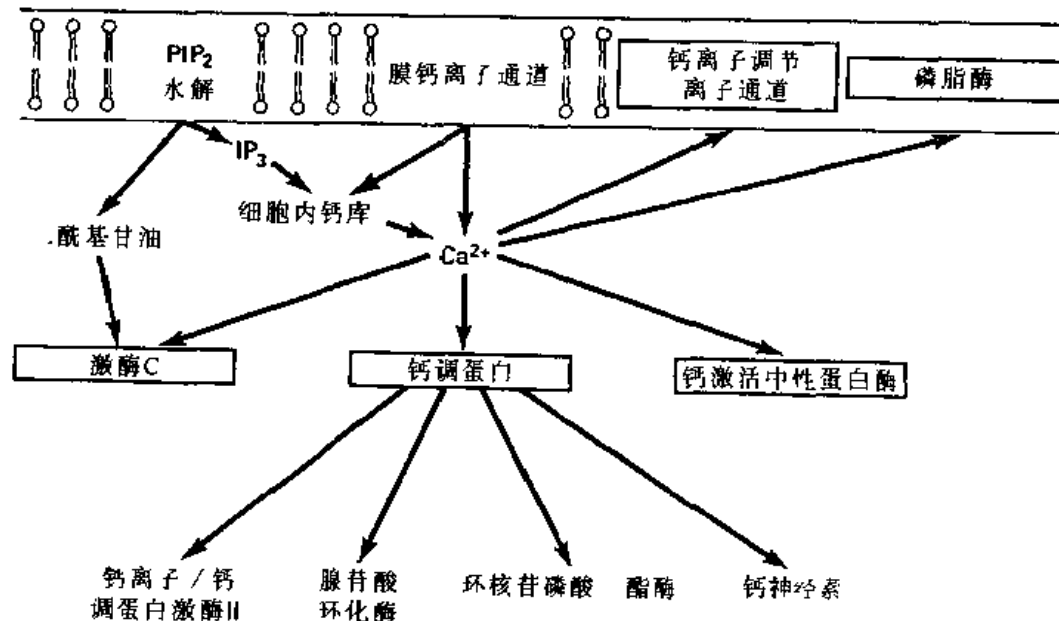 PIP₂
水解
膜钙离子通道
钙离子调节
离子通道
磷脂酶
IP₃
细胞内钙库
酰基甘油
Ca²⁺
激酶C
钙调蛋白
钙激活中性蛋白酶
钙离子/钙
调蛋白激酶II
腺苷酸
环化酶
环核苷磷酸 酯酶
钙神经素